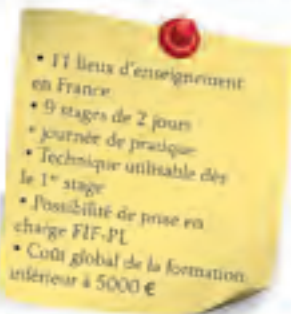 • 11 lieux d'enseignement
en France
• 9 stages de 2 jours
• journée de pratique
• Technique utilisable dès
le 1er stage
• Possibilité de prise en
charge FIF-PL
• Coût global de la formation
inférieur à 5000 €